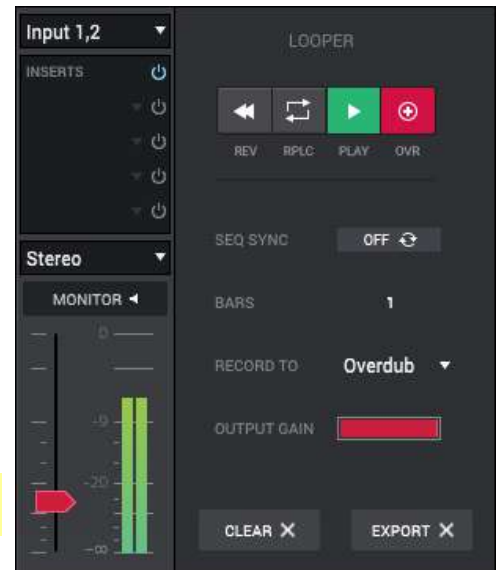 Input 1,2
INSERTS
Stereo
MONITOR
0
-9
-20
-∞
LOOPER
REV RPLC PLAY OVR
SEQ SYNC OFF
BARS 1
RECORD TO Overdub
OUTPUT GAIN
CLEAR EXPORT